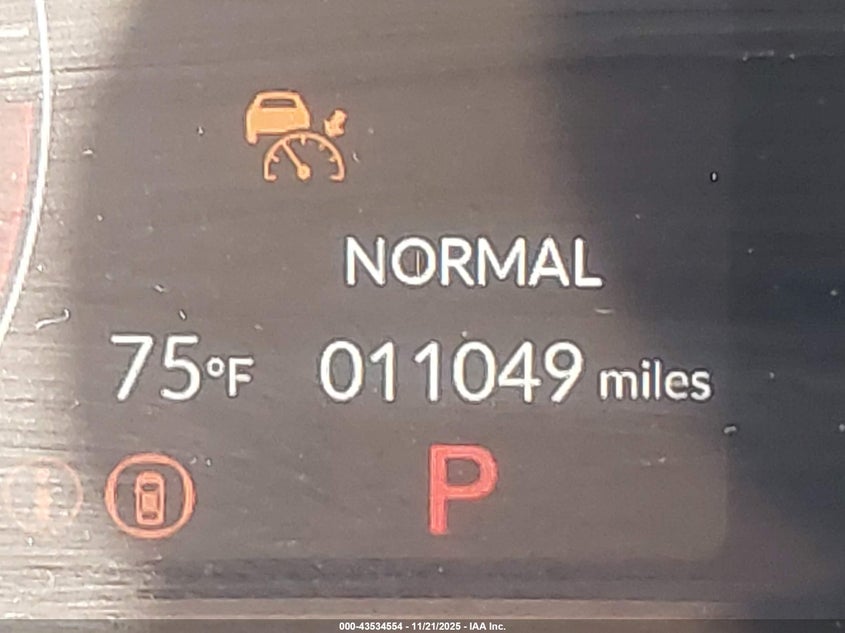 NORMAL
75°F 011049 miles
P
000-43534554 - 11/21/2025 - IAA Inc.